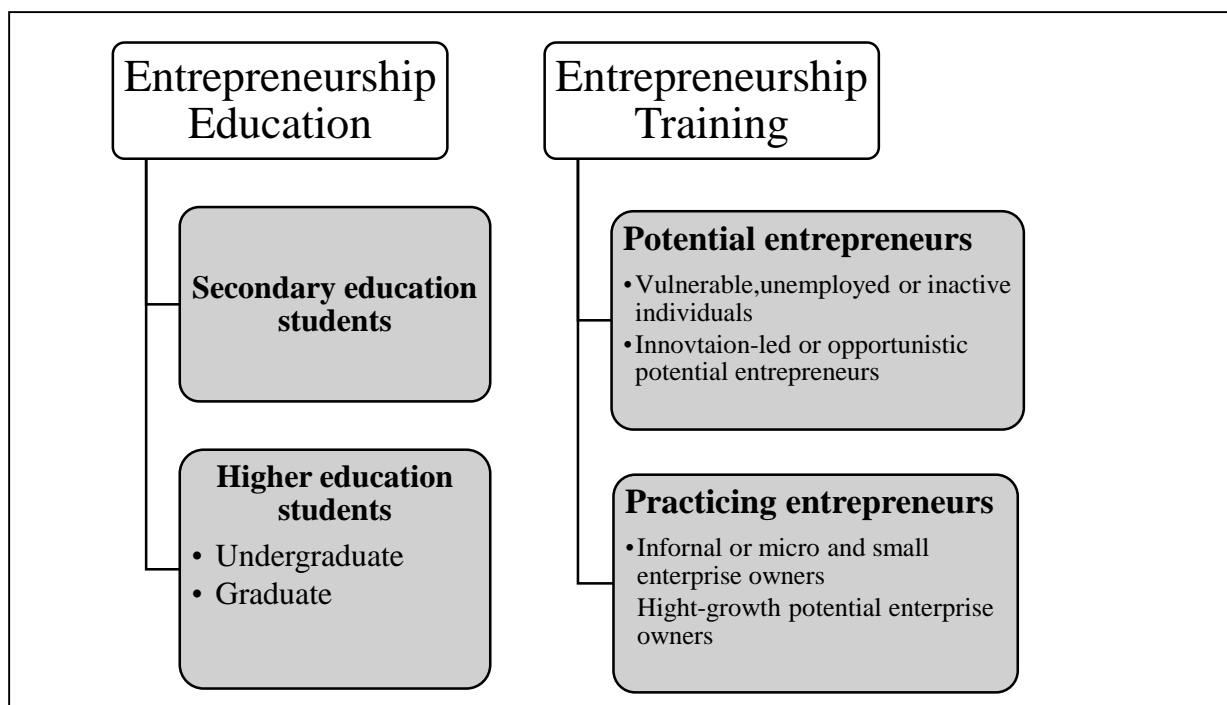 Entrepreneurship
Education
Secondary education
students
Higher education
students
• Undergraduate
• Graduate
Entrepreneurship
Training
Potential entrepreneurs
•Vulnerable,unemployed or inactive
individuals
•Innovtaion-led or opportunistic
potential entrepreneurs
Practicing entrepreneurs
•Infornal or micro and small
enterprise owners
Hight-growth potential enterprise
owners